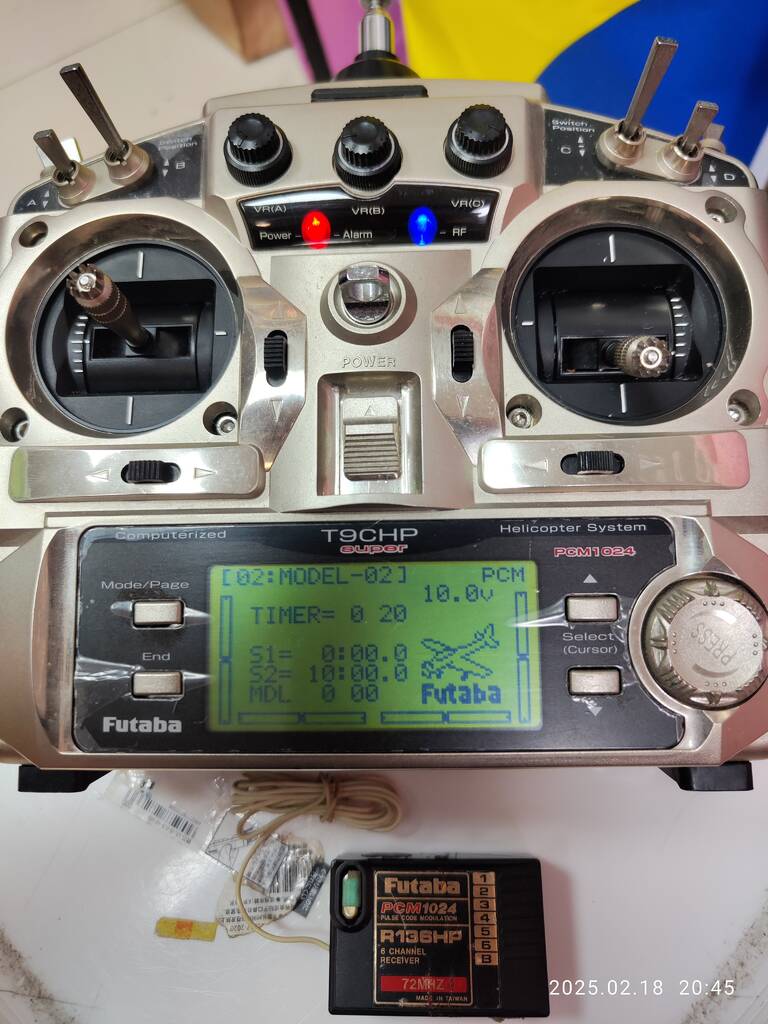 Switch
Position
A
B
Switch
Position
C
D
VR(A)
VR(B)
VR(C)
Power
Alarm
RF
POWER
Computerized
T9CHP
super
Helicopter System
PCM1024
Mode/Page
End
Select
(Cursor)
PRESS
[02:MODEL-02] PCM
10.0v
TIMER= 0 20
S1= 0:00.0
S2= 10:00.0
MDL 0 00
Futaba
Futaba
Futaba
PCM1024
PULSE CODE MODULATION
R136HP
6 CHANNEL
RECEIVER
72MHZ
MADE IN TAIWAN
1
2
3
4
5
6
B
2025.02.18 20:45